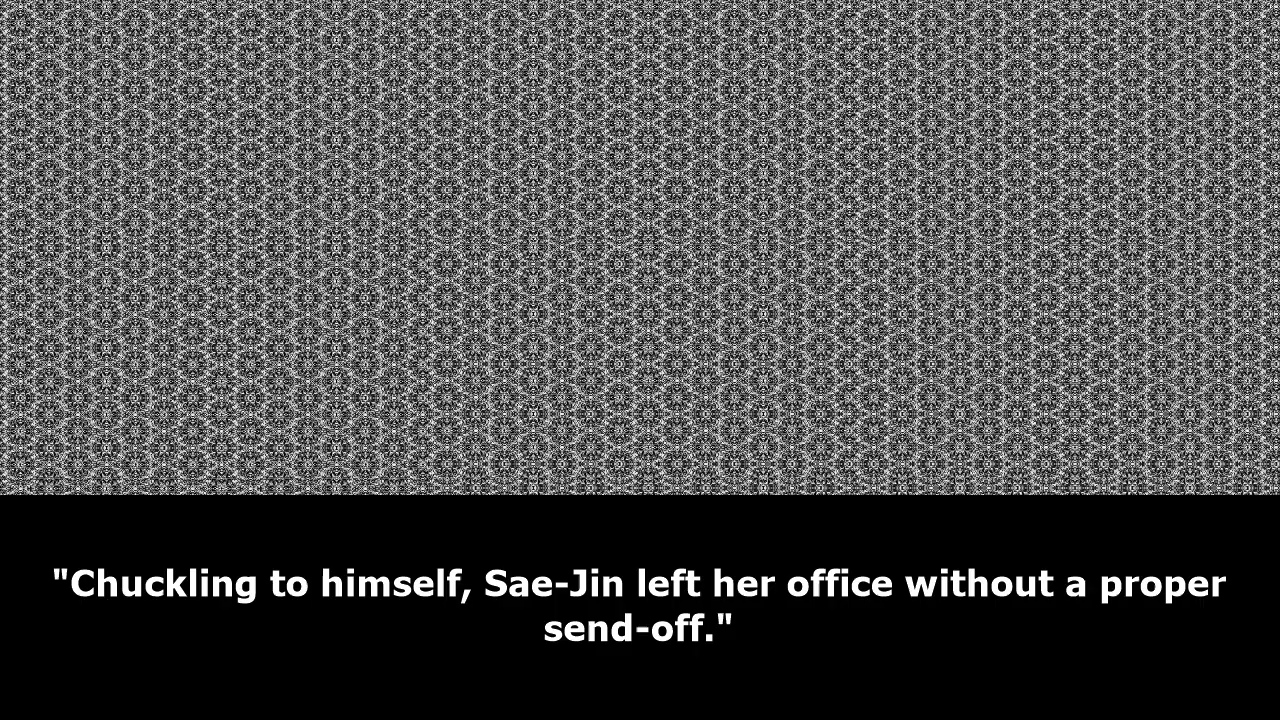 "Chuckling to himself, Sae-Jin left her office without a proper
send-off."